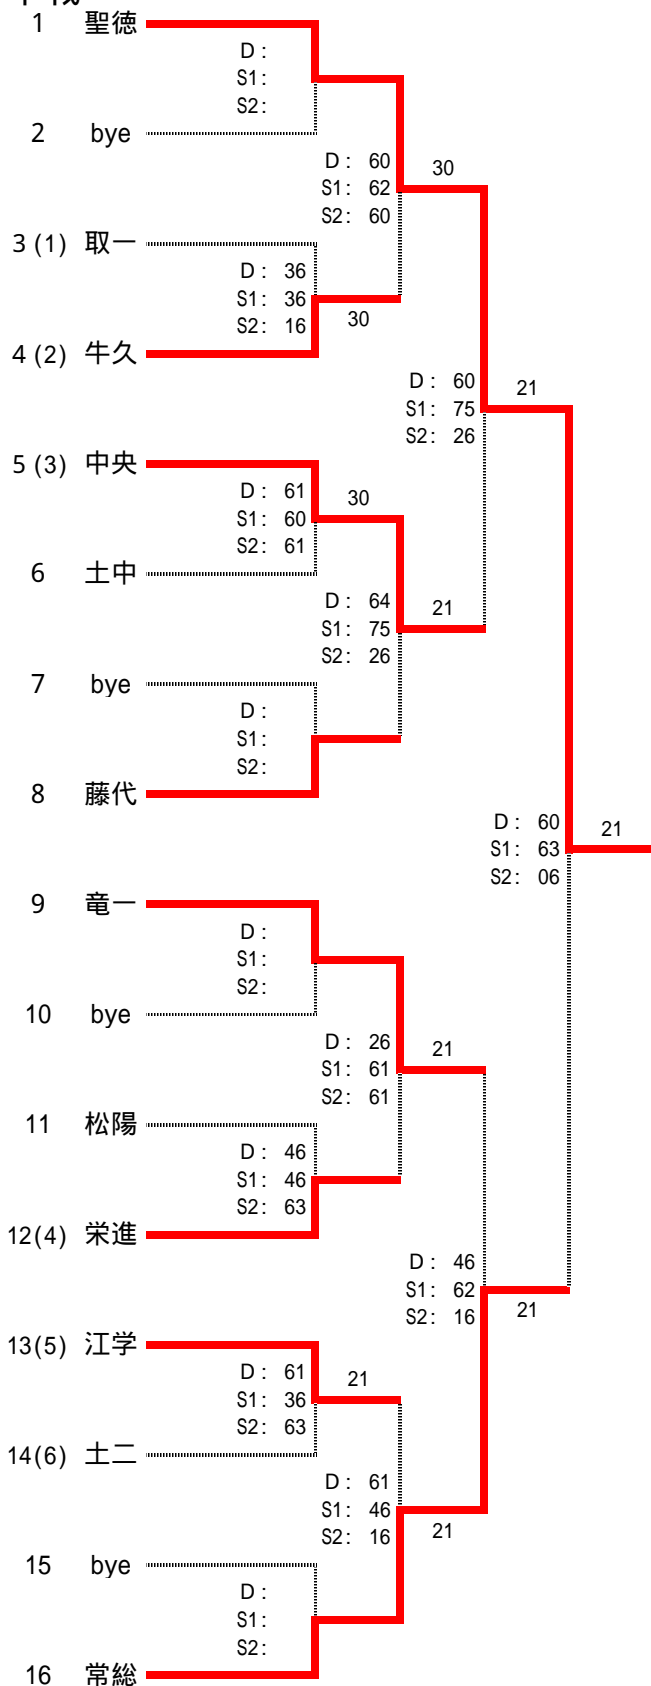 1 聖徳
D :
S1:
S2:
2 bye
D : 60
S1: 62
S2: 60
30
3 (1) 取一
D : 36
S1: 36
S2: 16
30
4 (2) 牛久
D : 60
S1: 75
S2: 26
21
5 (3) 中央
D : 61
S1: 60
S2: 61
30
6 土中
D : 64
S1: 75
S2: 26
21
7 bye
D :
S1:
S2:
8 藤代
D : 60
S1: 63
S2: 06
21
9 竜一
D :
S1:
S2:
10 bye
D : 26
S1: 61
S2: 61
21
11 松陽
D : 46
S1: 46
S2: 63
12(4) 栄進
D : 46
S1: 62
S2: 16
21
13(5) 江学
D : 61
S1: 36
S2: 63
21
14(6) 土二
D : 61
S1: 46
S2: 16
21
15 bye
D :
S1:
S2:
16 常総